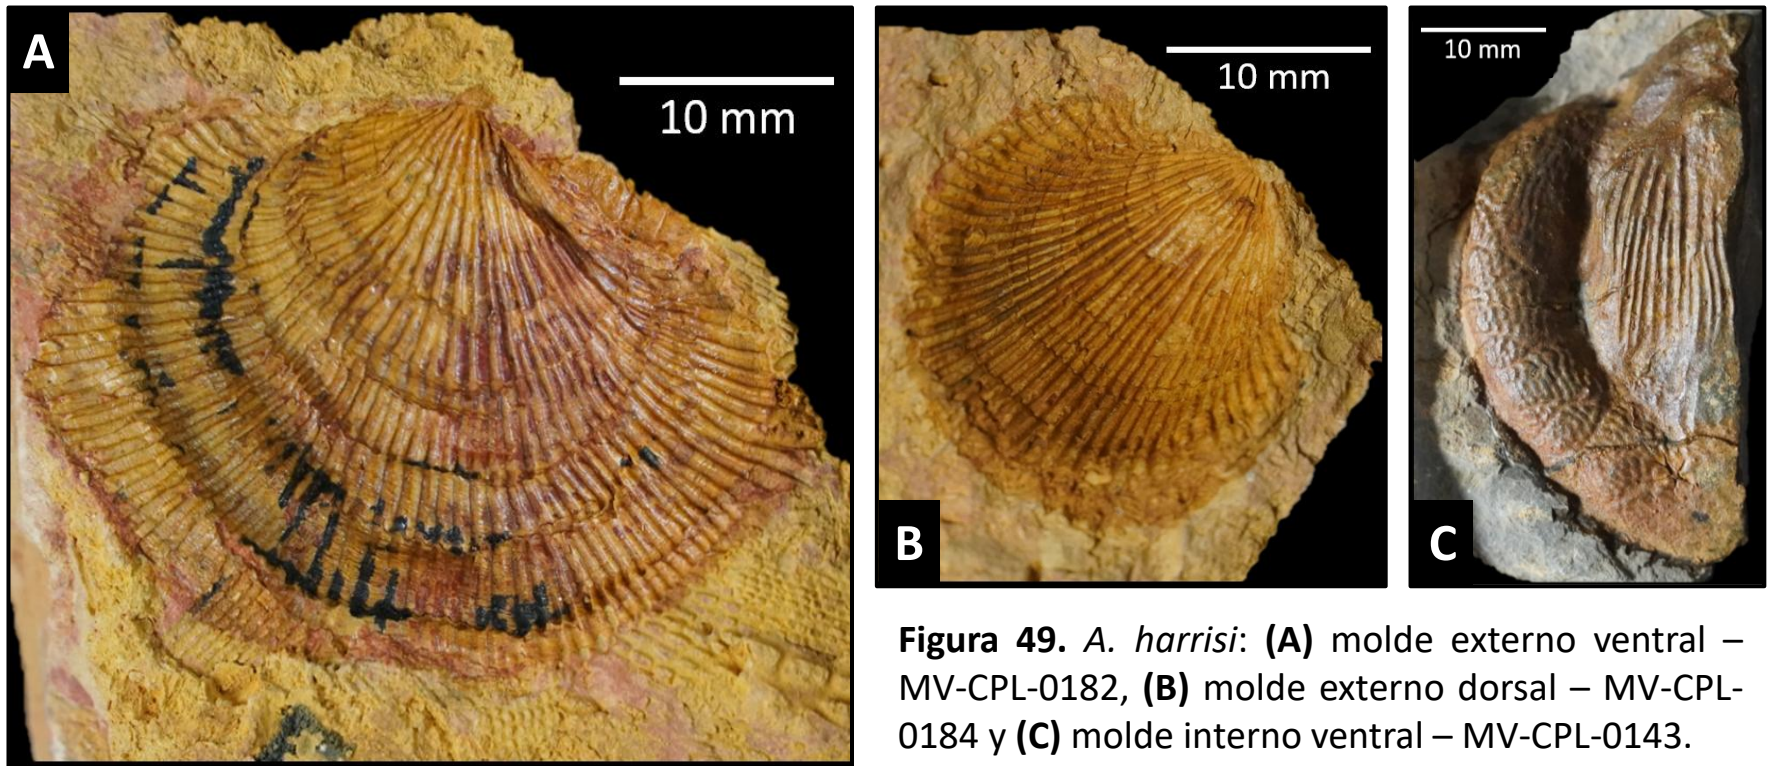 A
10 mm
10 mm
B
10 mm
C
Figura 49. A. harrisi: (A) molde externo ventral –
MV-CPL-0182, (B) molde externo dorsal – MV-CPL-
0184 y (C) molde interno ventral – MV-CPL-0143.